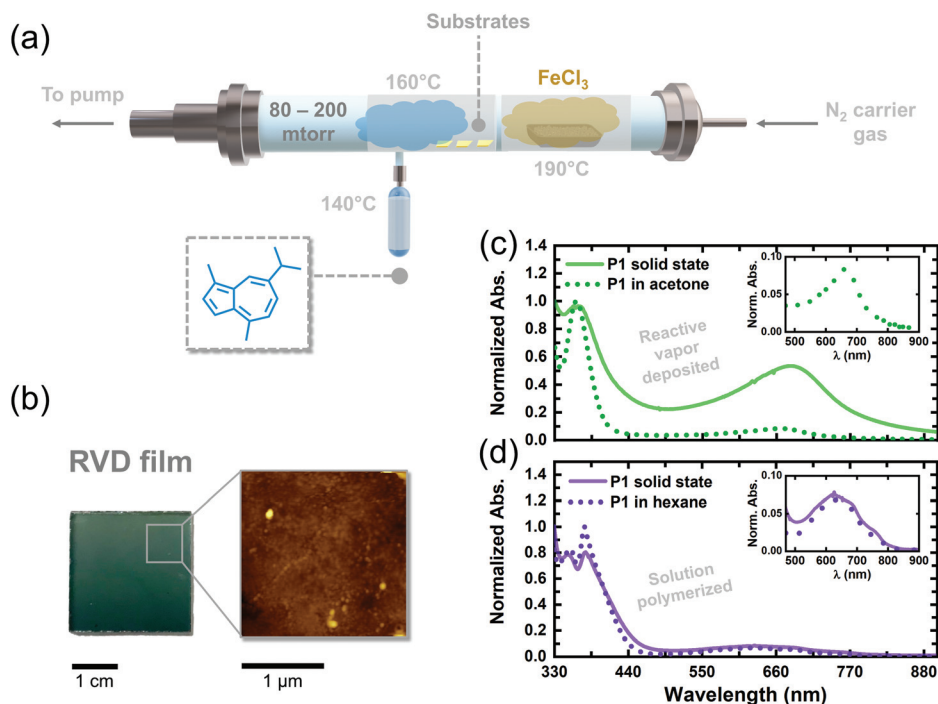 (a)
Substrates
To pump
160°C
FeCl₃
80 – 200
mtorr
N₂ carrier
gas
190°C
140°C
(b)
RVD film
1 cm
1 μm
(c)
1.4
1.2
1.0
0.8
0.6
0.4
0.2
0.0
Normalized Abs.
P1 solid state
P1 in acetone
Reactive
vapor
deposited
0.10
0.05
0.00
Norm. Abs.
500 600 700 800 900
λ (nm)
(d)
1.4
1.2
1.0
0.8
0.6
0.4
0.2
0.0
Normalized Abs.
P1 solid state
P1 in hexane
Solution
polymerized
0.10
0.05
0.00
Norm. Abs.
500 600 700 800 900
λ (nm)
330 440 550 660 770 880
Wavelength (nm)